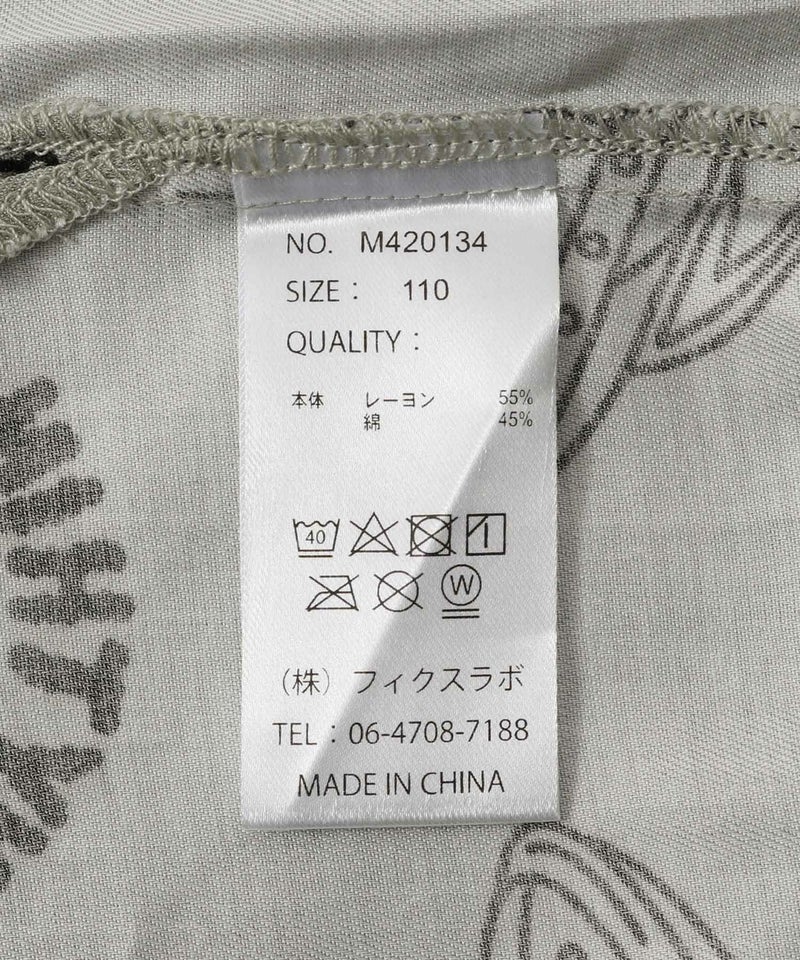 NO. M420134
SIZE： 110
QUALITY：
本体 レーヨン 55%
綿 45%
40
W
（株）フィクスラボ
TEL：06-4708-7188
MADE IN CHINA